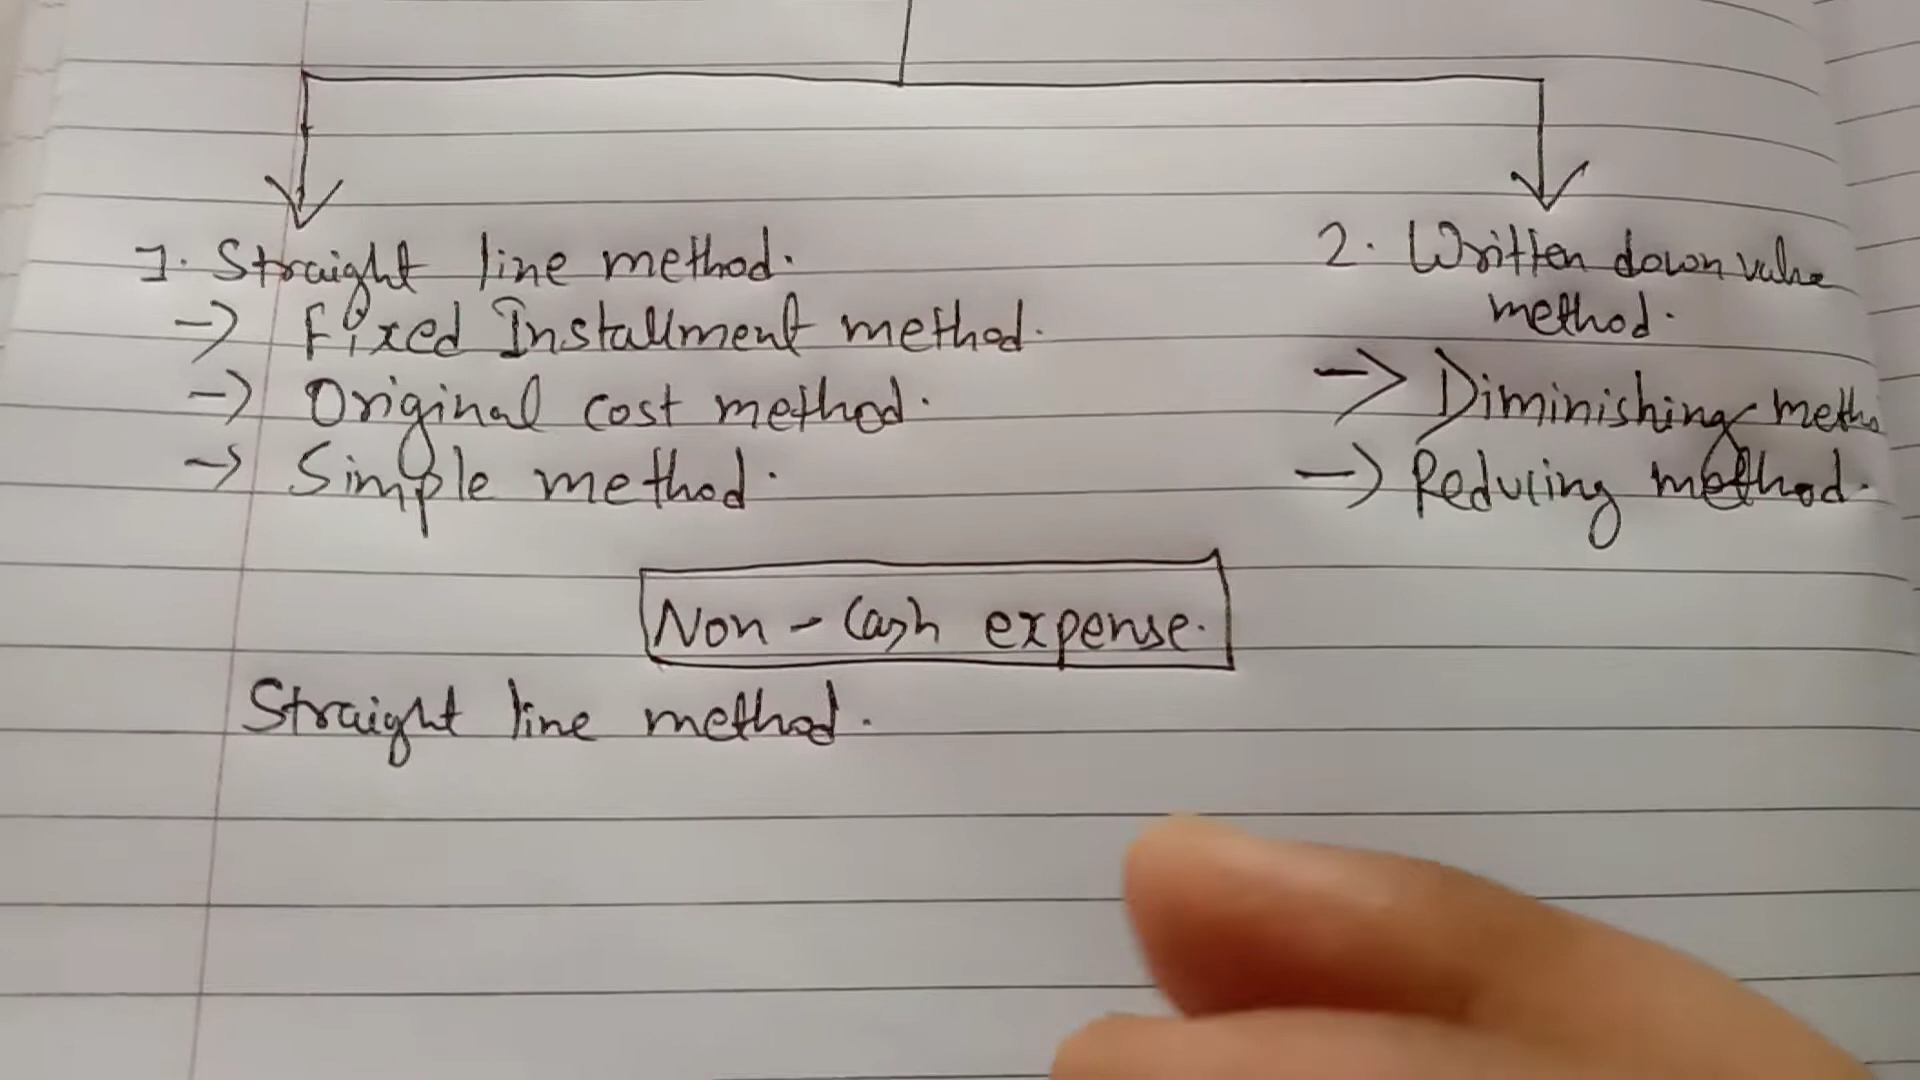 1. Straight line method.
-> Fixed Installment method.
-> Original cost method.
-> Simple method.
2. Written down value
method.
-> Diminishing metho
-> Reducing method.
Non-Cash expense.
Straight line method.